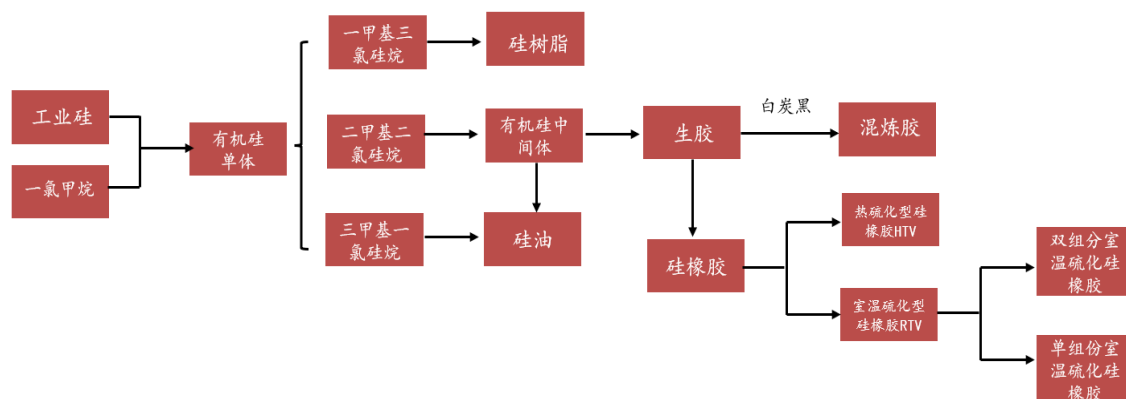 工业硅
一氯甲烷
有机硅
单体
一甲基三
氯硅烷
硅树脂
二甲基二
氯硅烷
有机硅中
间体
三甲基一
氯硅烷
硅油
生胶
白炭黑
混炼胶
硅橡胶
热硫化型硅
橡胶HTV
室温硫化型
硅橡胶RTV
双组分室
温硫化硅
橡胶
单组份室
温硫化硅
橡胶